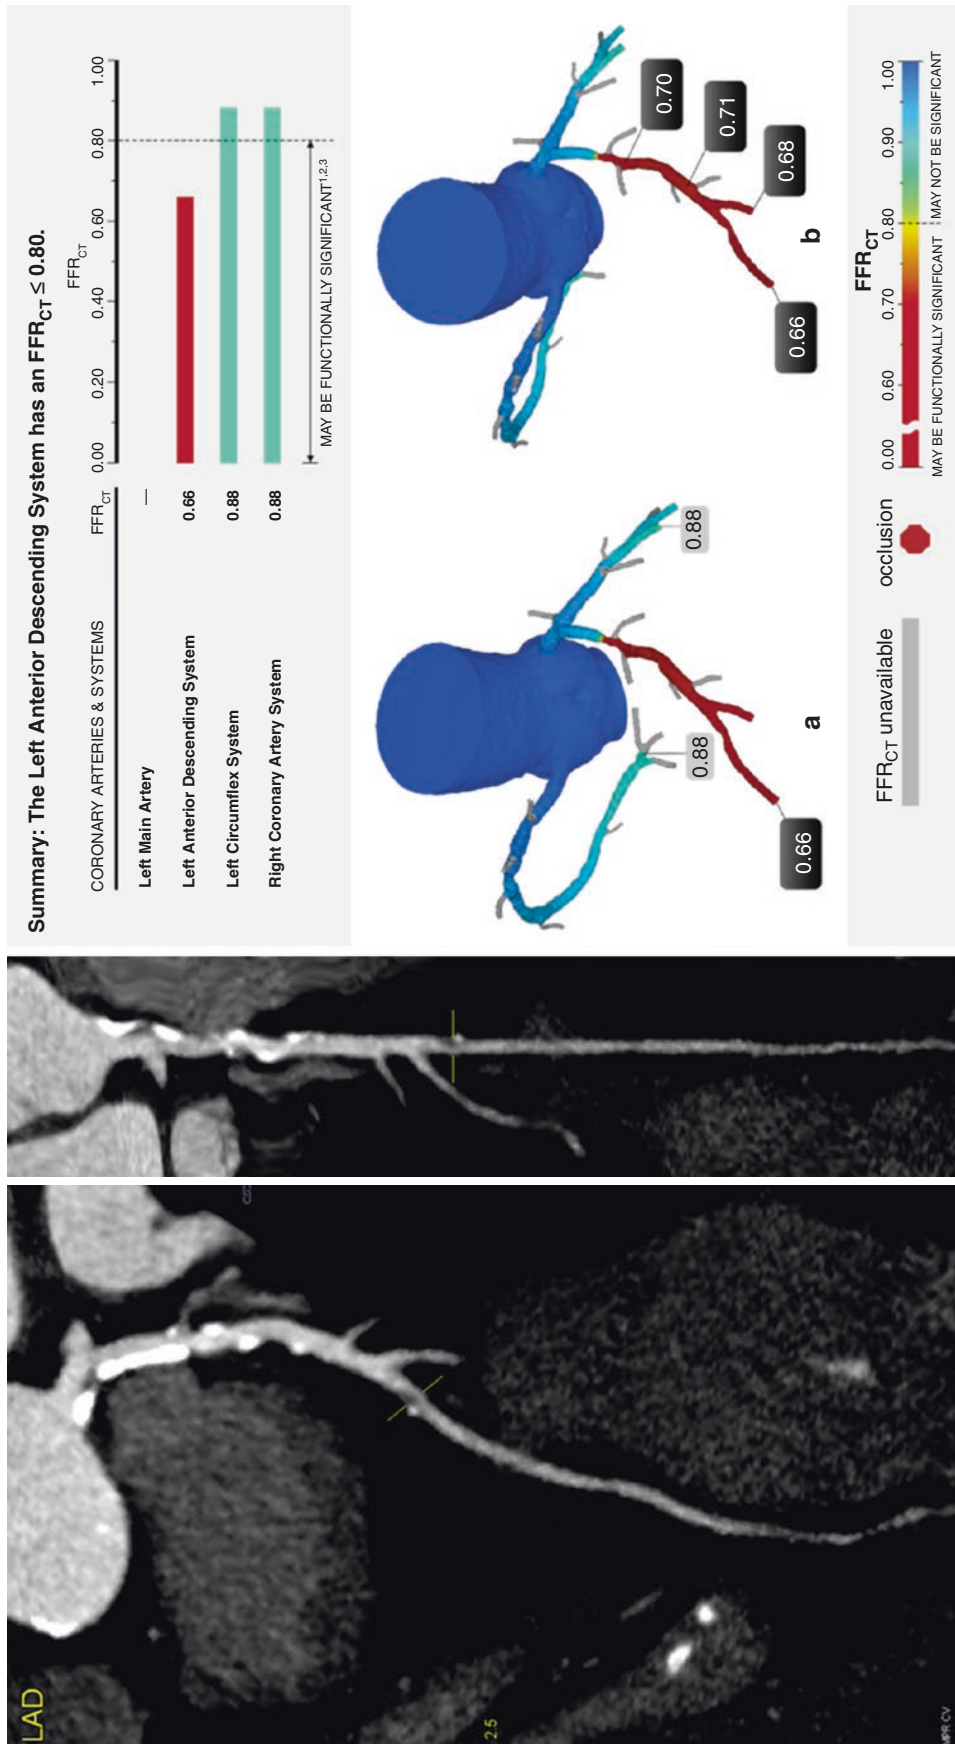 Summary: The Left Anterior Descending System has an FFRCT ≤ 0.80.
CORONARY ARTERIES & SYSTEMS FFRCT
FFRCT
0.00 0.20 0.40 0.60 0.80 1.00
Left Main Artery —
Left Anterior Descending System 0.66
Left Circumflex System 0.88
Right Coronary Artery System 0.88
MAY BE FUNCTIONALLY SIGNIFICANT1,2,3
0.88
0.88
0.66
a
0.70
0.71
0.68
0.66
b
FFRCT unavailable
occlusion
FFRCT
0.00 0.60 0.70 0.80 0.90 1.00
MAY BE FUNCTIONALLY SIGNIFICANT MAY NOT BE SIGNIFICANT
LAD
2.5
MPR CV